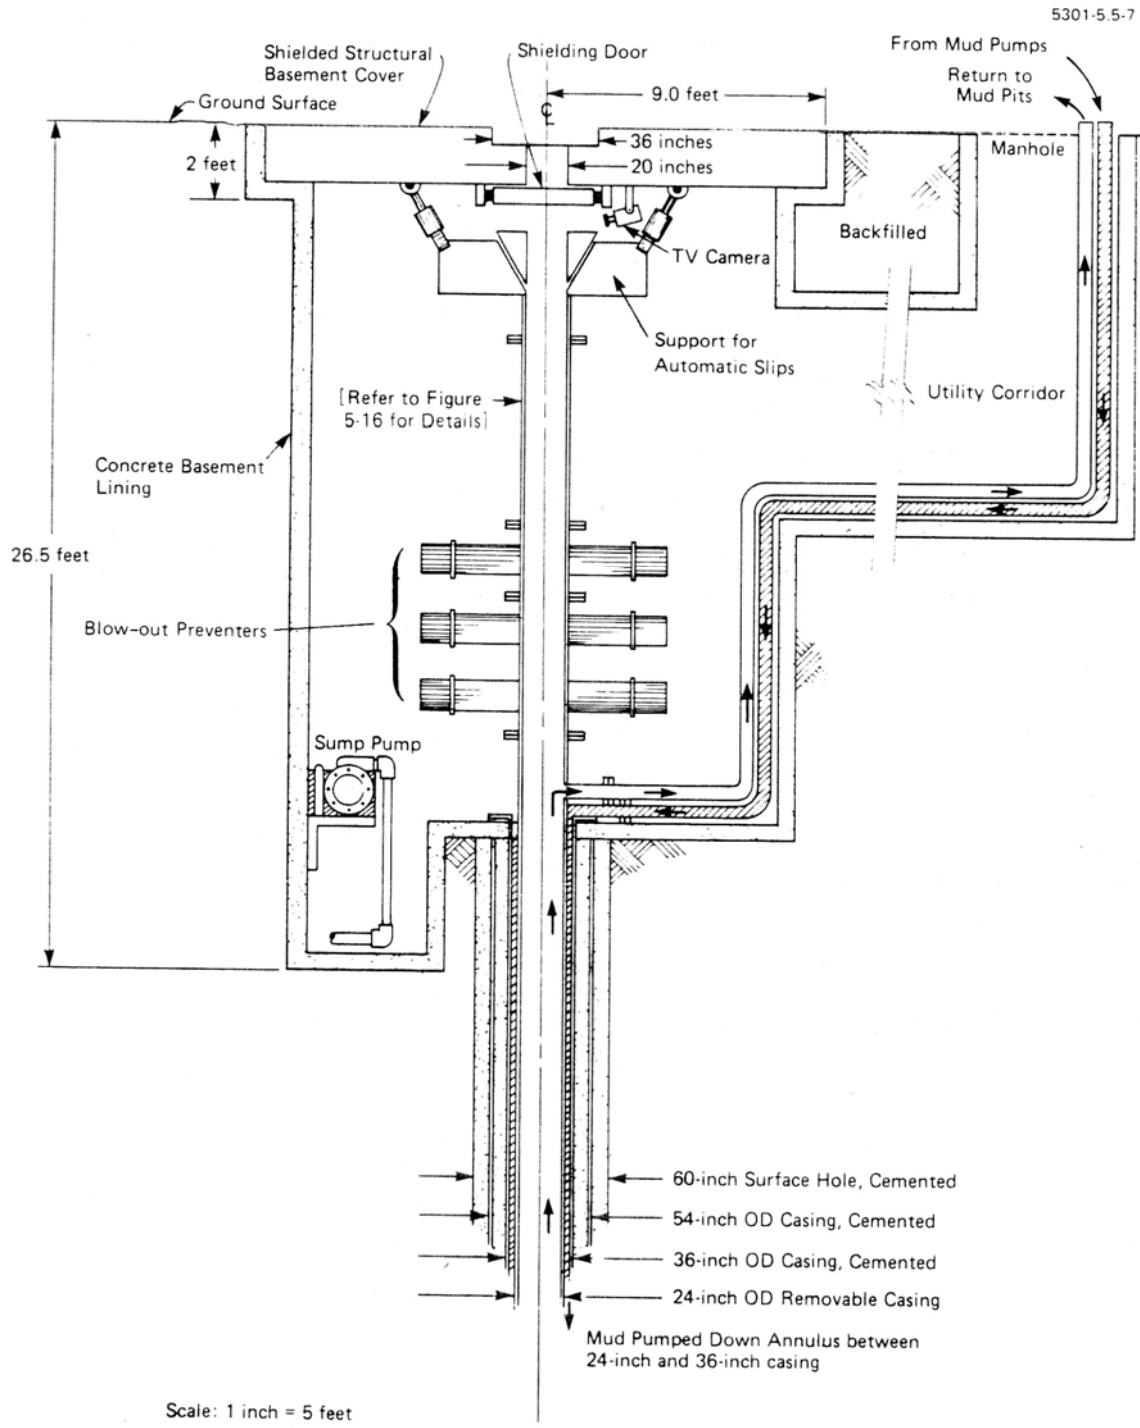 5301-5.5-7
From Mud Pumps
Return to
Mud Pits
Shielded Structural
Basement Cover
Shielding Door
Ground Surface
9.0 feet
℄
2 feet
36 inches
20 inches
Manhole
Backfilled
TV Camera
Support for
Automatic Slips
[Refer to Figure
5-16 for Details]
Utility Corridor
Concrete Basement
Lining
26.5 feet
Blow-out Preventers
Sump Pump
60-inch Surface Hole, Cemented
54-inch OD Casing, Cemented
36-inch OD Casing, Cemented
24-inch OD Removable Casing
Mud Pumped Down Annulus between
24-inch and 36-inch casing
Scale: 1 inch = 5 feet